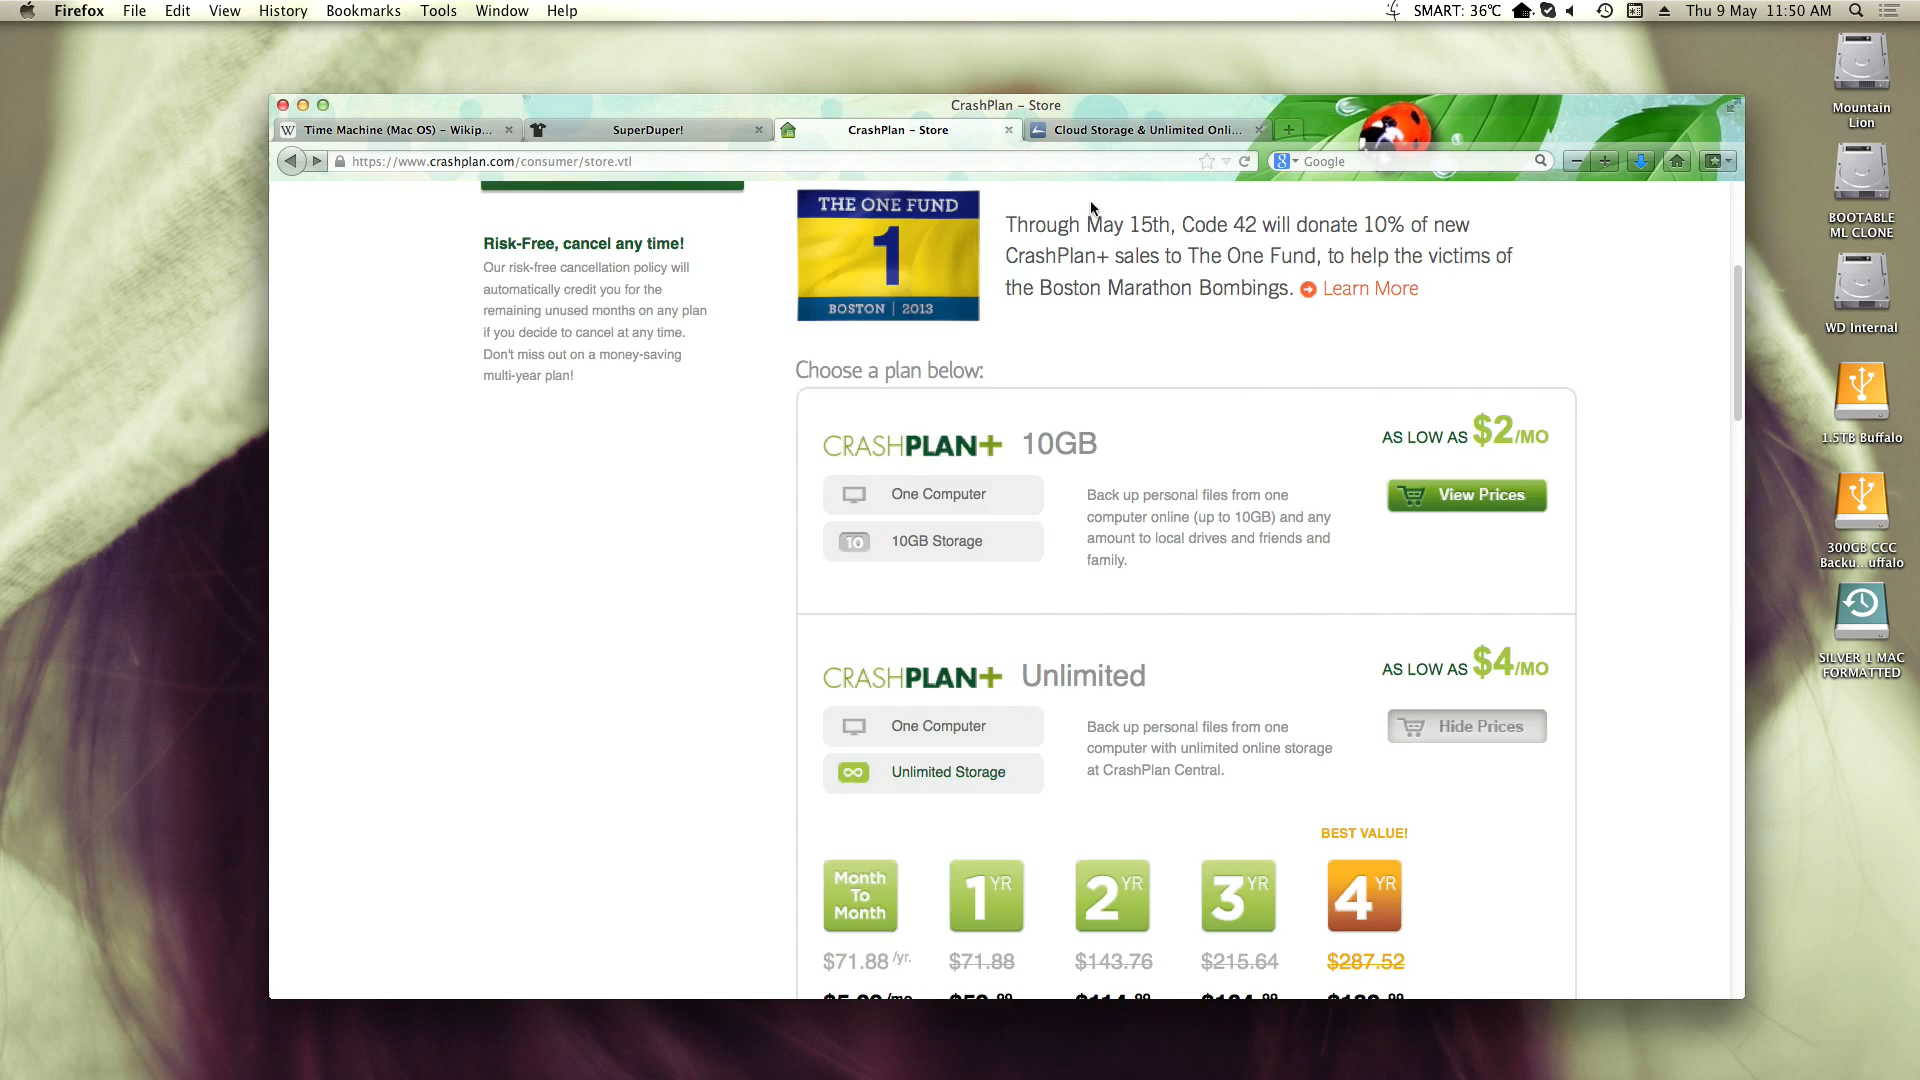 Firefox File Edit View History Bookmarks Tools Window Help
SMART: 36℃
Thu 9 May 11:50 AM
CrashPlan – Store
Time Machine (Mac OS) – Wikip...
SuperDuper!
CrashPlan – Store
Cloud Storage & Unlimited Onli...
https://www.crashplan.com/consumer/store.vtl
Google
Risk-Free, cancel any time!
Our risk-free cancellation policy will
automatically credit you for the
remaining unused months on any plan
if you decide to cancel at any time.
Don't miss out on a money-saving
multi-year plan!
THE ONE FUND
1
BOSTON | 2013
Through May 15th, Code 42 will donate 10% of new
CrashPlan+ sales to The One Fund, to help the victims of
the Boston Marathon Bombings. Learn More
Choose a plan below:
CRASHPLAN+ 10GB
AS LOW AS $2/MO
One Computer
10 10GB Storage
Back up personal files from one
computer online (up to 10GB) and any
amount to local drives and friends and
family.
View Prices
CRASHPLAN+ Unlimited
AS LOW AS $4/MO
One Computer
Unlimited Storage
Back up personal files from one
computer with unlimited online storage
at CrashPlan Central.
Hide Prices
BEST VALUE!
Month
To
Month
1 YR
2 YR
3 YR
4 YR
$71.88 /yr.
$71.88
$143.76
$215.64
$287.52
Mountain
Lion
BOOTABLE
ML CLONE
WD Internal
1.5TB Buffalo
300GB CCC
Backu...uffalo
SILVER 1 MAC
FORMATTED